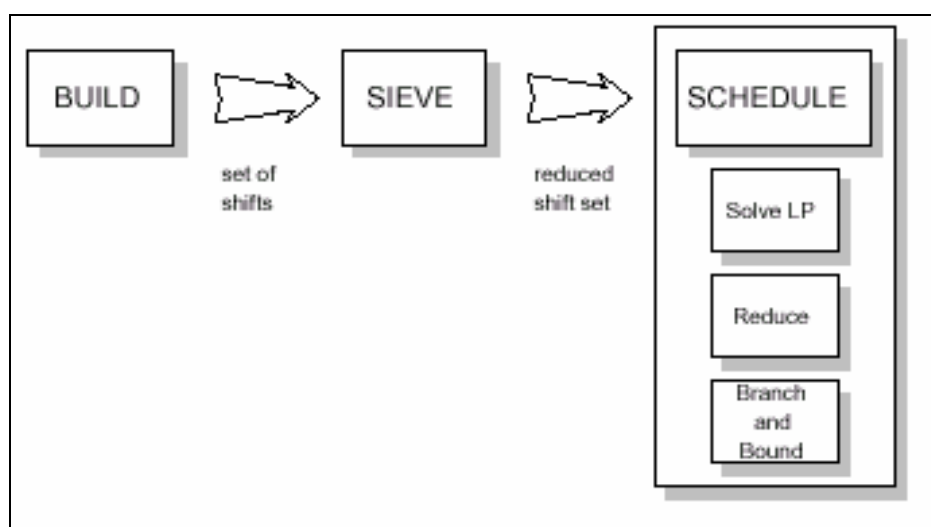 BUILD
set of
shifts
SIEVE
reduced
shift set
SCHEDULE
Solve LP
Reduce
Branch
and
Bound